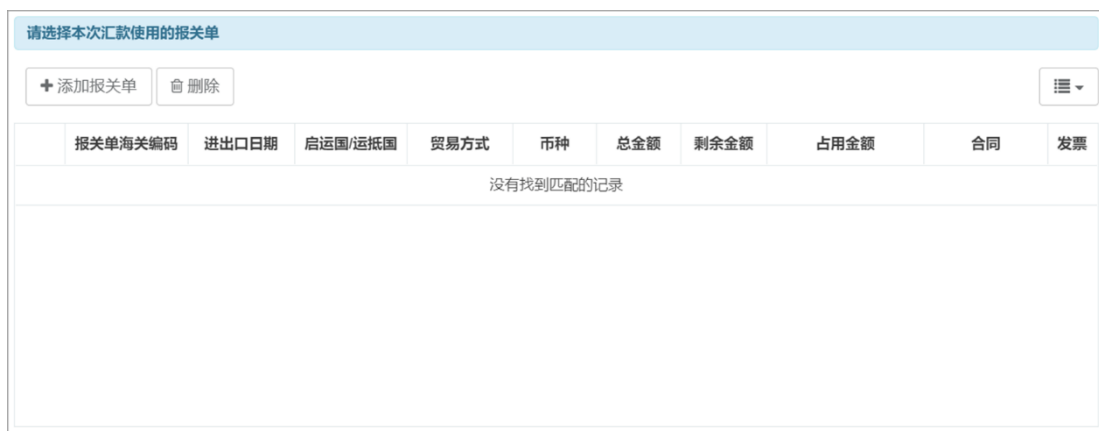 请选择本次汇款使用的报关单
添加报关单 删除
报关单海关编码 进出口日期 启运国/运抵国 贸易方式 币种 总金额 剩余金额 占用金额 合同 发票
没有找到匹配的记录